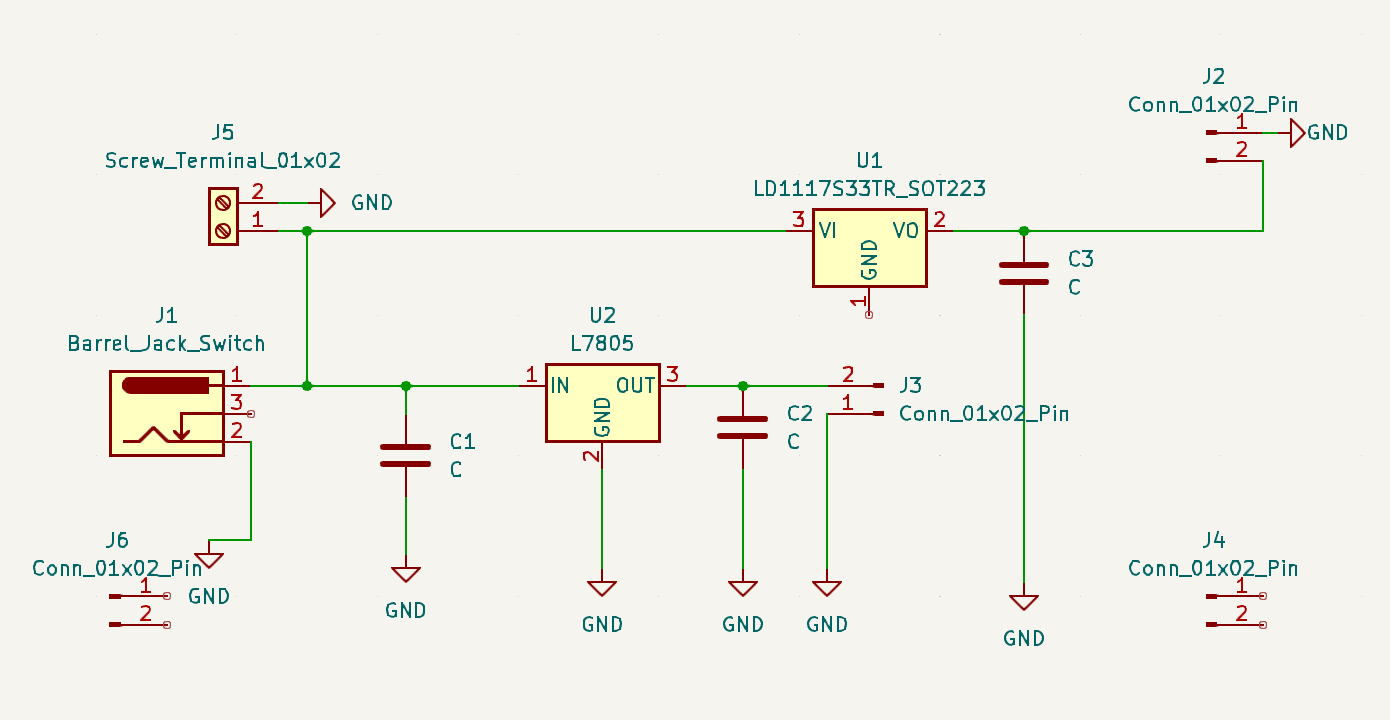 J2
Conn_01x02_Pin
1
GND
2
J5
Screw_Terminal_01x02
2
GND
1
U1
LD1117S33TR_SOT223
3
VI
VO
2
GND
1
C3
C
J1
Barrel_Jack_Switch
1
3
2
U2
L7805
1
IN
OUT
3
GND
2
C1
C
C2
C
2
1
J3
Conn_01x02_Pin
J6
Conn_01x02_Pin
1
2
GND
GND
GND
GND
GND
GND
J4
Conn_01x02_Pin
1
2